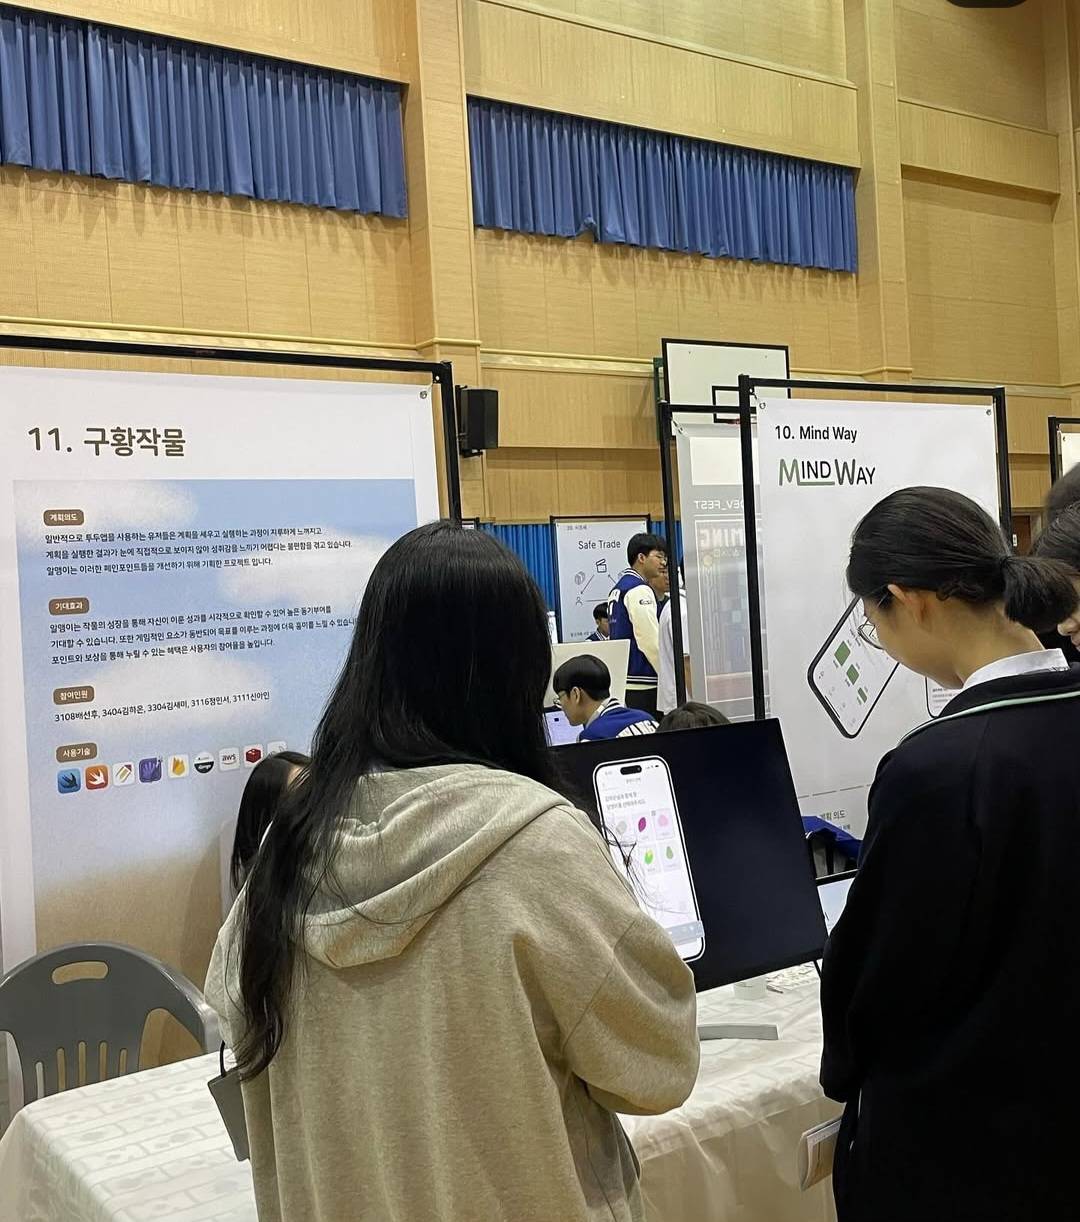 11. 구황작물
계획의도
일반적으로 투두앱을 사용하는 유저들은 계획을 세우고 실행하는 과정이 지루하게 느껴지고
계획을 실행한 결과가 눈에 직접적으로 보이지 않아 성취감을 느끼기 어렵다는 불편함을 겪고 있습니다.
알맹이는 이러한 페인포인트들을 개선하기 위해 기획한 프로젝트 입니다.
기대효과
알맹이는 작물의 성장을 통해 자신이 이룬 성과를 시각적으로 확인할 수 있어 높은 동기부여를
기대할 수 있습니다. 또한 게임적인 요소가 동반되어 목표를 이루는 과정에 더욱 흥미를 느낄 수 있습니
포인트와 보상을 통해 누릴 수 있는 혜택은 사용자의 참여율을 높입니다.
참여인원
3108배선후, 3404김하온, 3304김새미, 3116정민서, 3111신아인
사용기술
aws
Safe Trade
DEV_FEST
10. Mind Way
MIND WAY
계획 의도